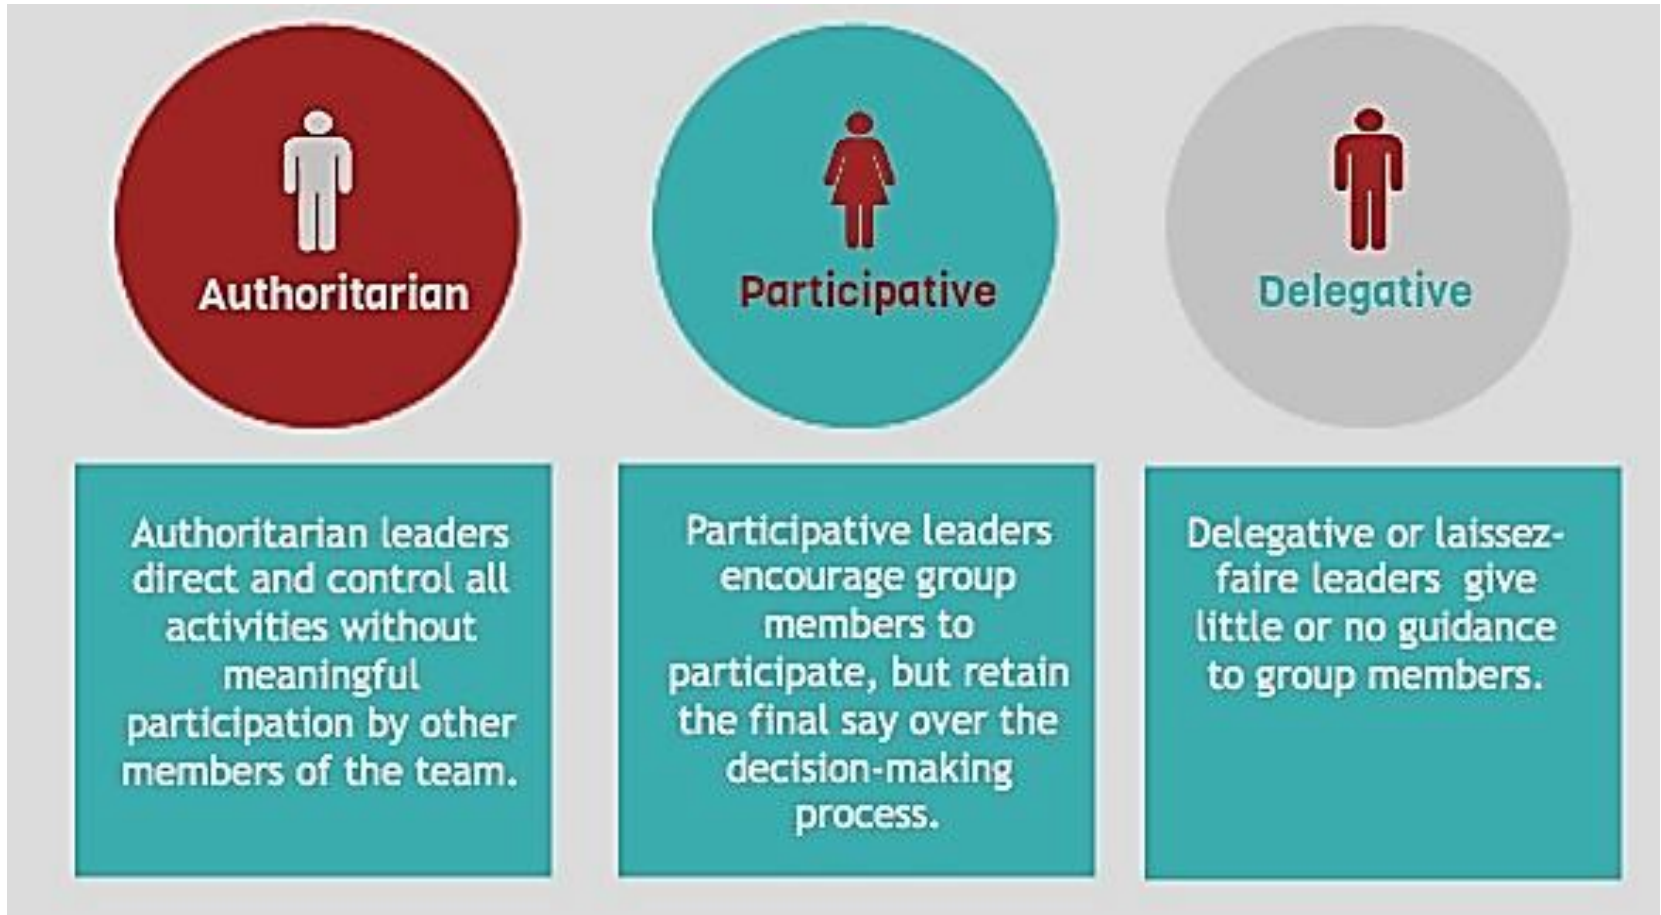 Authoritarian
Participative
Delegative
Authoritarian leaders
direct and control all
activities without
meaningful
participation by other
members of the team.
Participative leaders
encourage group
members to
participate, but retain
the final say over the
decision-making
process.
Delegative or laissez-
faire leaders give
little or no guidance
to group members.